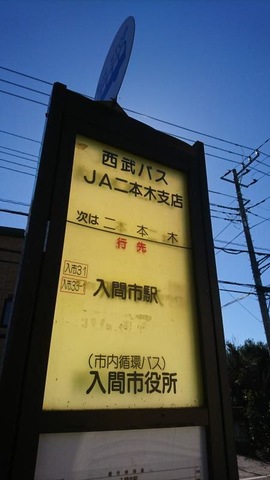 西武バス
JA二本木支店
次は二本木
行先
入市31
入市33-1
入間市駅
(市内循環バス)
入間市役所